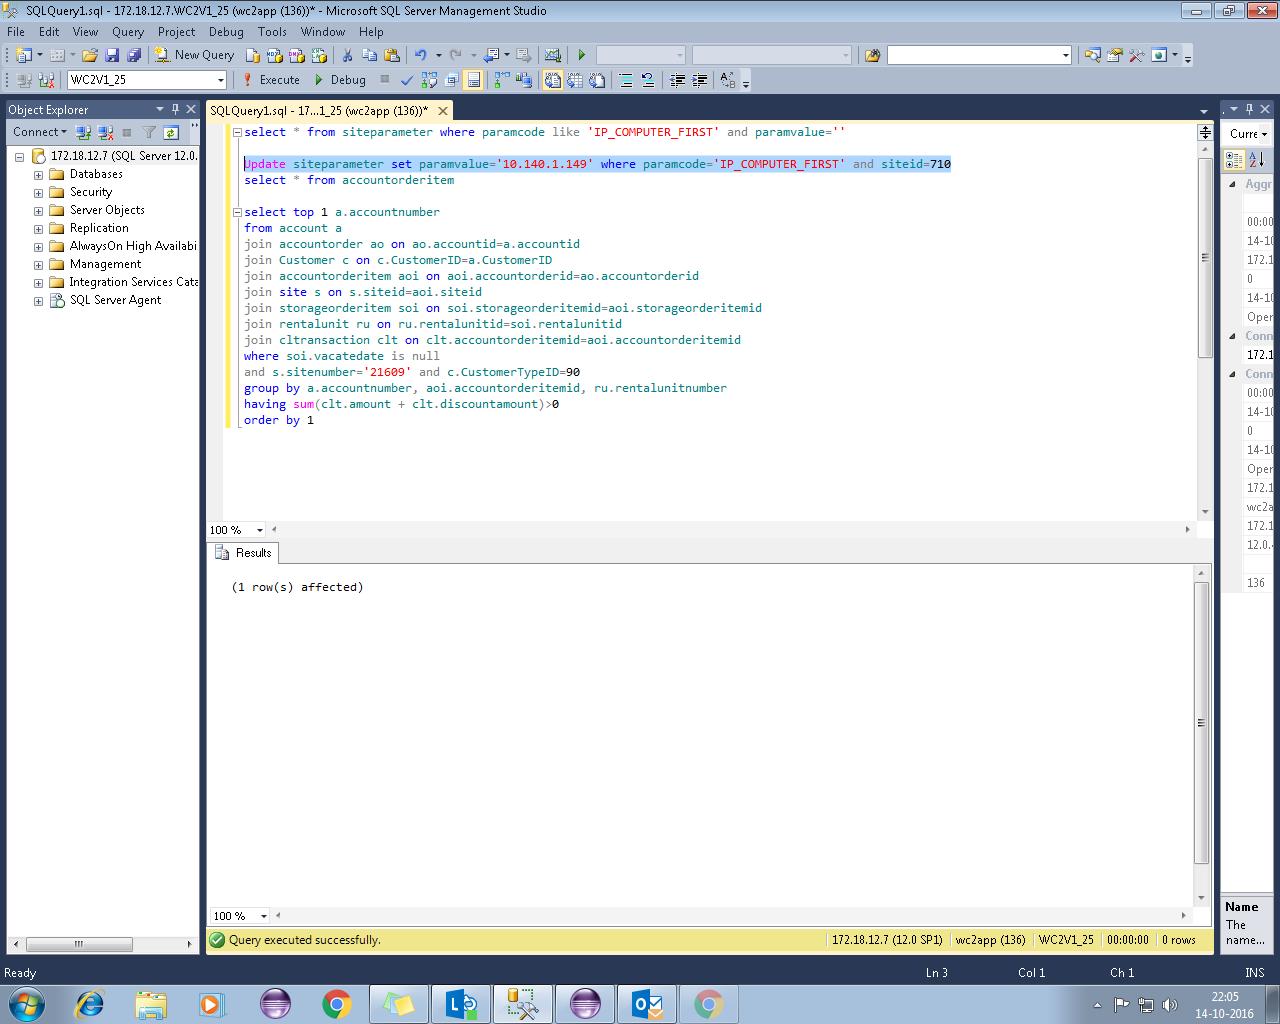 SQLQuery1.sql - 172.18.12.7.WC2V1_25 (wc2app (136))* - Microsoft SQL Server Management Studio
File Edit View Query Project Debug Tools Window Help
New Query
WC2V1_25 Execute Debug
Object Explorer
Connect
172.18.12.7 (SQL Server 12.0.
Databases
Security
Server Objects
Replication
AlwaysOn High Availabi
Management
Integration Services Cata
SQL Server Agent
SQLQuery1.sql - 17...1_25 (wc2app (136))*
select * from siteparameter where paramcode like 'IP_COMPUTER_FIRST' and paramvalue=''
Update siteparameter set paramvalue='10.140.1.149' where paramcode='IP_COMPUTER_FIRST' and siteid=710
select * from accountorderitem
select top 1 a.accountnumber
from account a
join accountorder ao on ao.accountid=a.accountid
join Customer c on c.CustomerID=a.CustomerID
join accountorderitem aoi on aoi.accountorderid=ao.accountorderid
join site s on s.siteid=aoi.siteid
join storageorderitem soi on soi.storageorderitemid=aoi.storageorderitemid
join rentalunit ru on ru.rentalunitid=soi.rentalunitid
join cltransaction clt on clt.accountorderitemid=aoi.accountorderitemid
where soi.vacatedate is null
and s.sitenumber='21609' and c.CustomerTypeID=90
group by a.accountnumber, aoi.accountorderitemid, ru.rentalunitnumber
having sum(clt.amount + clt.discountamount)>0
order by 1
100 %
Results
(1 row(s) affected)
100 %
Query executed successfully.
172.18.12.7 (12.0 SP1) wc2app (136) WC2V1_25 00:00:00 0 rows
Curre
Aggr
00:00
14-10
172.1
0
14-10
Oper
Conn
172.1
Conn
00:00
14-10
0
14-10
Oper
172.1
wc2a
172.1
12.0.
136
Name
The
name...
Ready Ln 3 Col 1 Ch 1 INS
22:05
14-10-2016